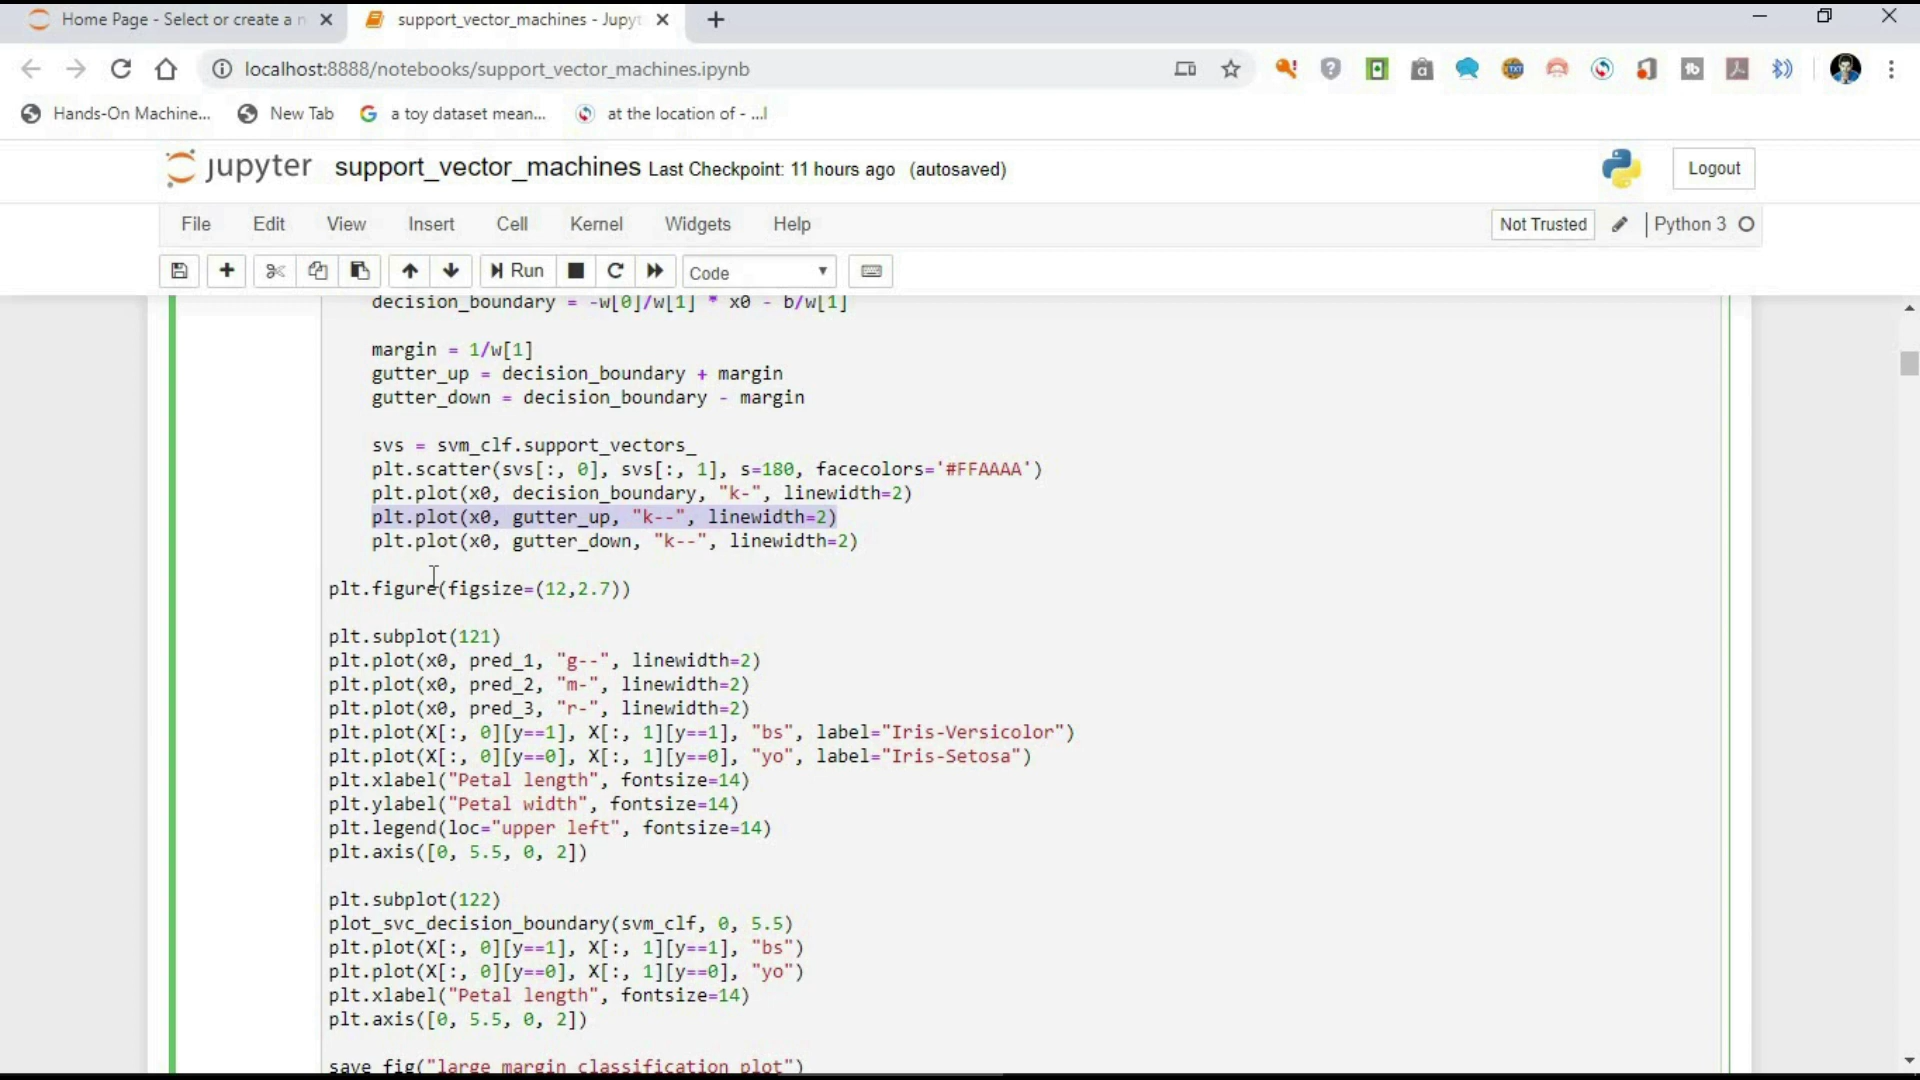 Home Page - Select or create a n
support_vector_machines - Jupyt
localhost:8888/notebooks/support_vector_machines.ipynb
Hands-On Machine...
New Tab
a toy dataset mean...
at the location of - ...
jupyter
support_vector_machines Last Checkpoint: 11 hours ago (autosaved)
Logout
File Edit View Insert Cell Kernel Widgets Help
Not Trusted
Python 3
Run
Code
decision_boundary = -w[0]/w[1] * x0 - b/w[1]
margin = 1/w[1]
gutter_up = decision_boundary + margin
gutter_down = decision_boundary - margin
svs = svm_clf.support_vectors_
plt.scatter(svs[:, 0], svs[:, 1], s=180, facecolors='#FFAAAA')
plt.plot(x0, decision_boundary, "k-", linewidth=2)
plt.plot(x0, gutter_up, "k--", linewidth=2)
plt.plot(x0, gutter_down, "k--", linewidth=2)
plt.figure(figsize=(12,2.7))
plt.subplot(121)
plt.plot(x0, pred_1, "g--", linewidth=2)
plt.plot(x0, pred_2, "m-", linewidth=2)
plt.plot(x0, pred_3, "r-", linewidth=2)
plt.plot(X[:, 0][y==1], X[:, 1][y==1], "bs", label="Iris-Versicolor")
plt.plot(X[:, 0][y==0], X[:, 1][y==0], "yo", label="Iris-Setosa")
plt.xlabel("Petal length", fontsize=14)
plt.ylabel("Petal width", fontsize=14)
plt.legend(loc="upper left", fontsize=14)
plt.axis([0, 5.5, 0, 2])
plt.subplot(122)
plot_svc_decision_boundary(svm_clf, 0, 5.5)
plt.plot(X[:, 0][y==1], X[:, 1][y==1], "bs")
plt.plot(X[:, 0][y==0], X[:, 1][y==0], "yo")
plt.xlabel("Petal length", fontsize=14)
plt.axis([0, 5.5, 0, 2])
save_fig("large_margin_classification_plot")